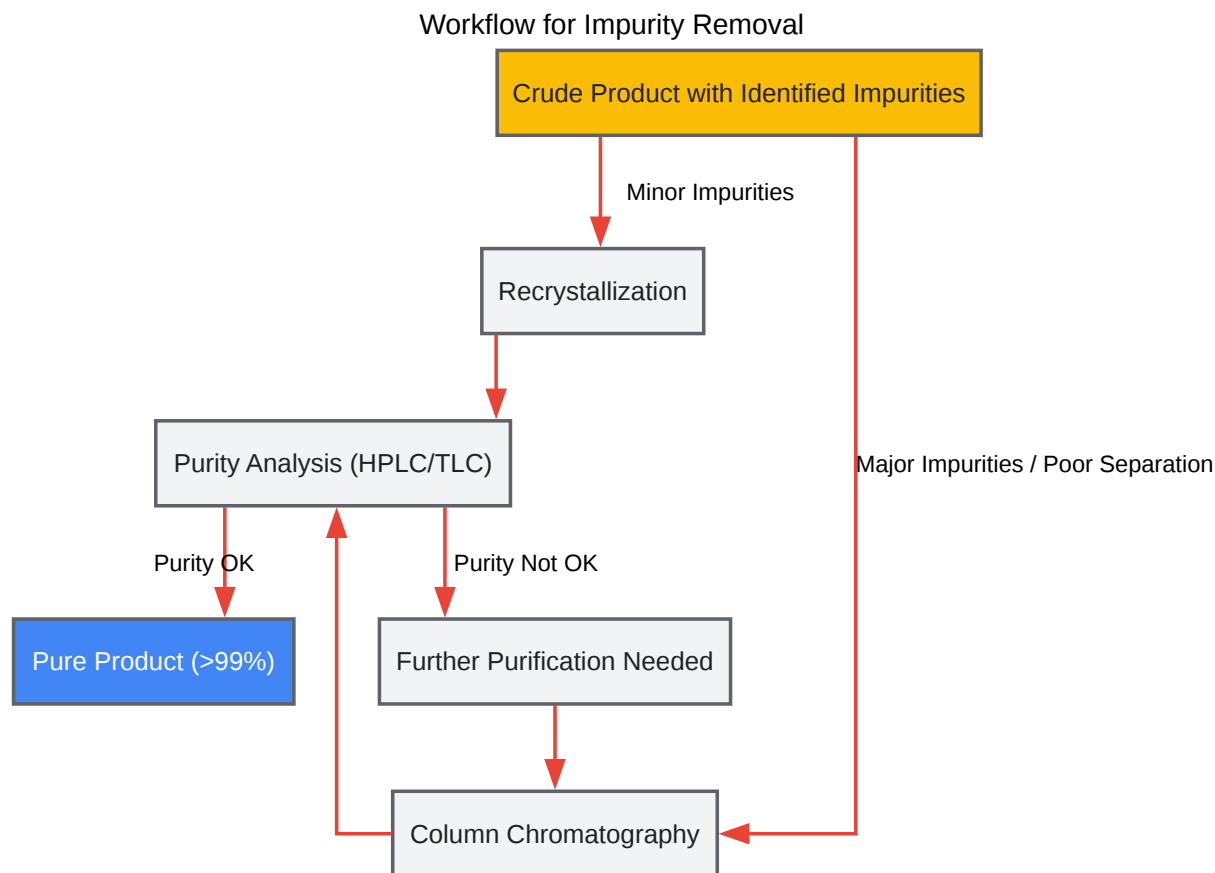 Workflow for Impurity Removal
Crude Product with Identified Impurities
Minor Impurities
Recrystallization
Purity Analysis (HPLC/TLC)
Major Impurities / Poor Separation
Purity OK
Purity Not OK
Pure Product (>99%)
Further Purification Needed
Column Chromatography